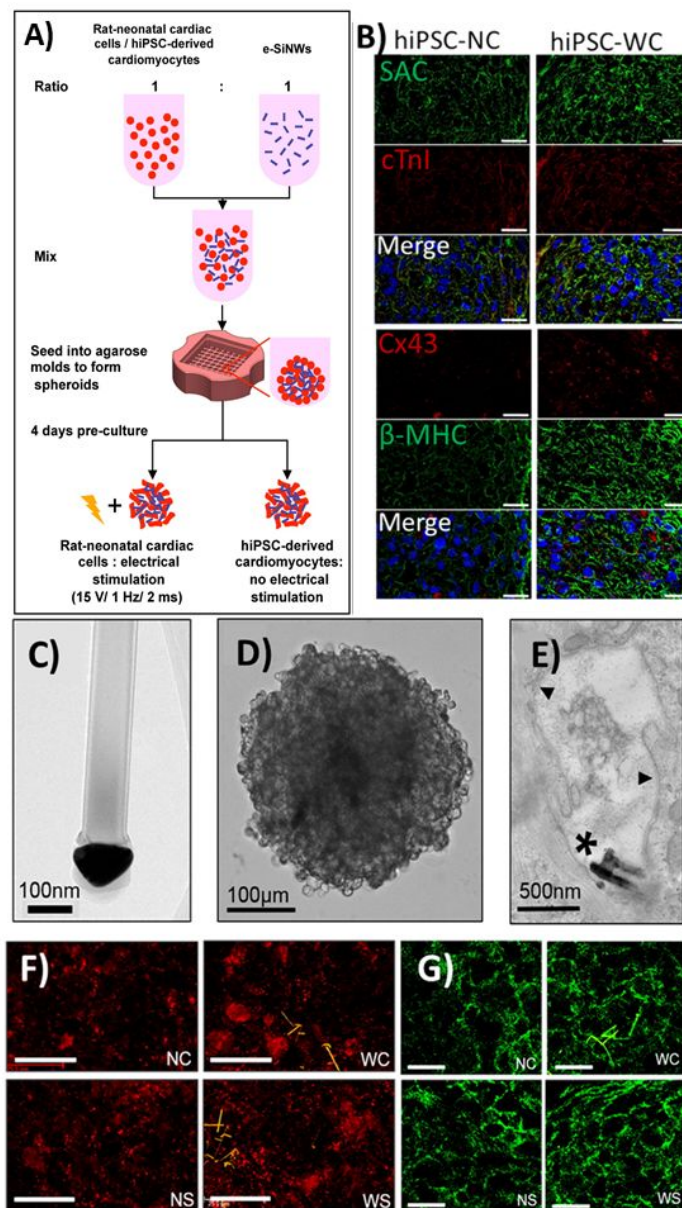 A)
Rat-neonatal cardiac
cells / hiPSC-derived
cardiomyocytes
e-SiNWs
Ratio
1 : 1
Mix
Seed into agarose
molds to form
spheroids
4 days pre-culture
+
Rat-neonatal cardiac
cells : electrical
stimulation
(15 V/ 1 Hz/ 2 ms)
hiPSC-derived
cardiomyocytes:
no electrical
stimulation
B)
hiPSC-NC
hiPSC-WC
SAC
cTnI
Merge
Cx43
β-MHC
Merge
C)
100nm
D)
100μm
E)
*
500nm
F)
NC
WC
NS
WS
G)
NC
WC
NS
WS